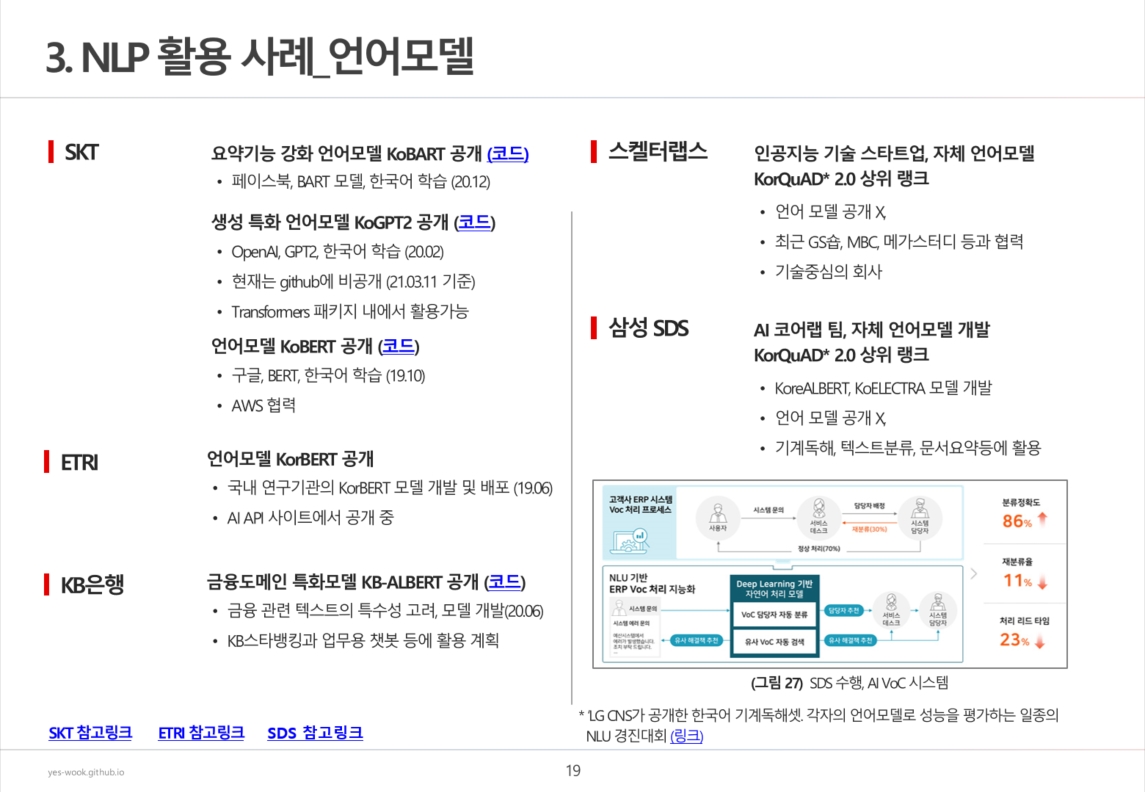 3. NLP 활용 사례_언어모델
SKT
요약기능 강화 언어모델 KoBART 공개 (코드)
• 페이스북, BART 모델, 한국어 학습 (20.12)
생성 특화 언어모델 KoGPT2 공개 (코드)
• OpenAI, GPT2, 한국어 학습 (20.02)
• 현재는 github에 비공개 (21.03.11 기준)
• Transformers 패키지 내에서 활용가능
언어모델 KoBERT 공개 (코드)
• 구글, BERT, 한국어 학습 (19.10)
• AWS 협력
ETRI
언어모델 KorBERT 공개
• 국내 연구기관의 KorBERT 모델 개발 및 배포 (19.06)
• AI API 사이트에서 공개 중
KB은행
금융도메인 특화모델 KB-ALBERT 공개 (코드)
• 금융 관련 텍스트의 특수성 고려, 모델 개발(20.06)
• KB스타뱅킹과 업무용 챗봇 등에 활용 계획
SKT 참고링크 ETRI 참고링크 SDS 참고링크
스켈터랩스
인공지능 기술 스타트업, 자체 언어모델
KorQuAD* 2.0 상위 랭크
• 언어 모델 공개 X,
• 최근 GS숍, MBC, 메가스터디 등과 협력
• 기술중심의 회사
삼성 SDS
AI 코어랩 팀, 자체 언어모델 개발
KorQuAD* 2.0 상위 랭크
• KoreALBERT, KoELECTRA 모델 개발
• 언어 모델 공개 X,
• 기계독해, 텍스트분류, 문서요약등에 활용
고객사 ERP 시스템
Voc 처리 프로세스
사용자
시스템 문의
서비스
데스크
담당자 배정
재분류(30%)
시스템
담당자
정상 처리(70%)
NLU 기반
ERP Voc 처리 지능화
시스템 문의
시스템 에러 문의
예산시스템에서
에러가 발생했습니다.
조치 부탁 드립니다.
유사 해결책 추천
Deep Learning 기반
자연어 처리 모델
VoC 담당자 자동 분류
유사 VoC 자동 검색
담당자 추천
유사 해결책 추천
서비스
데스크
시스템
담당자
분류정확도
86%
재분류율
11%
처리 리드 타임
23%
(그림 27) SDS 수행, AI VoC 시스템
* 'LG CNS가 공개한 한국어 기계독해셋. 각자의 언어모델로 성능을 평가하는 일종의
NLU 경진대회 (링크)
yes-wook.github.io
19